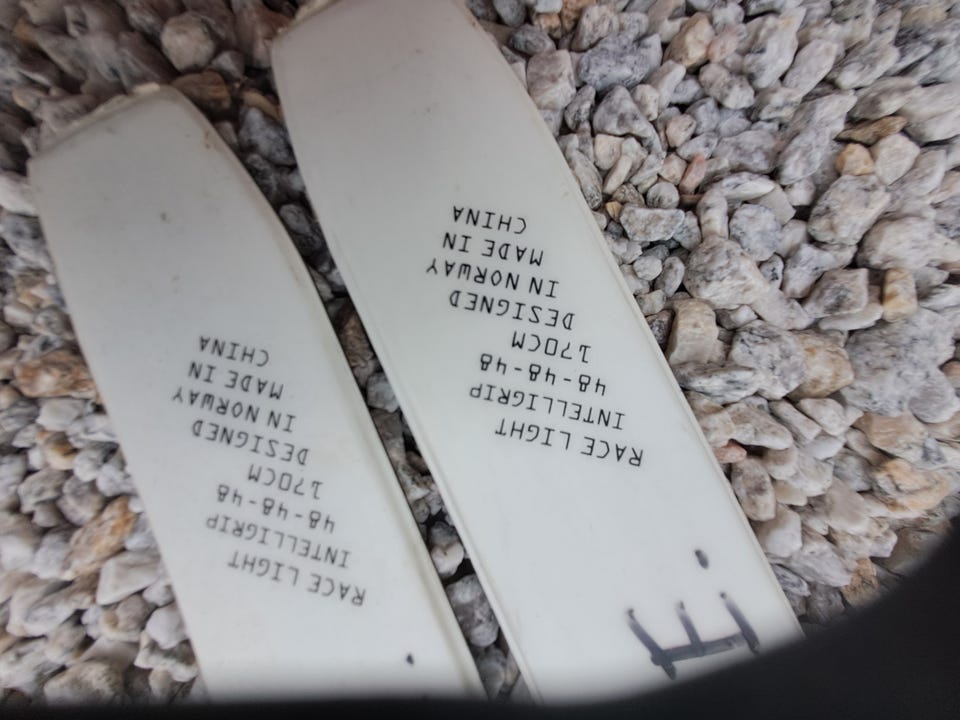 RACE LIGHT
INTELLIGRIP
48-48-48
170CM
DESIGNED
IN NORWAY
MADE IN
CHINA
RACE LIGHT
INTELLIGRIP
48-48-48
170CM
DESIGNED
IN NORWAY
MADE IN
CHINA